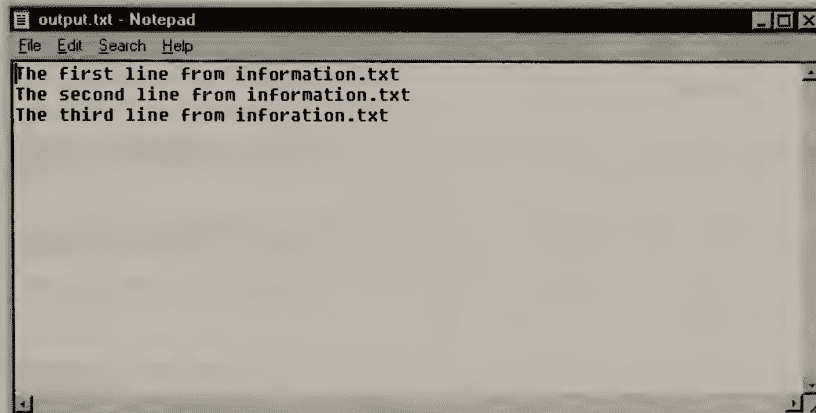 output.txt - Notepad
File Edit Search Help
The first line from information.txt
The second line from information.txt
The third line from inforation.txt